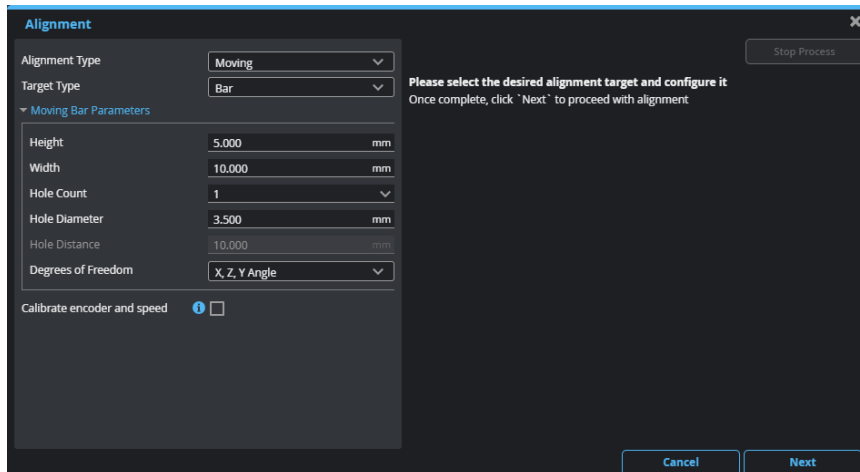 Alignment
Stop Process
Alignment Type Moving
Target Type Bar
Please select the desired alignment target and configure it
Once complete, click `Next` to proceed with alignment
Moving Bar Parameters
Height 5.000 mm
Width 10.000 mm
Hole Count 1
Hole Diameter 3.500 mm
Hole Distance 10.000 mm
Degrees of Freedom X, Z, Y Angle
Calibrate encoder and speed
Cancel Next